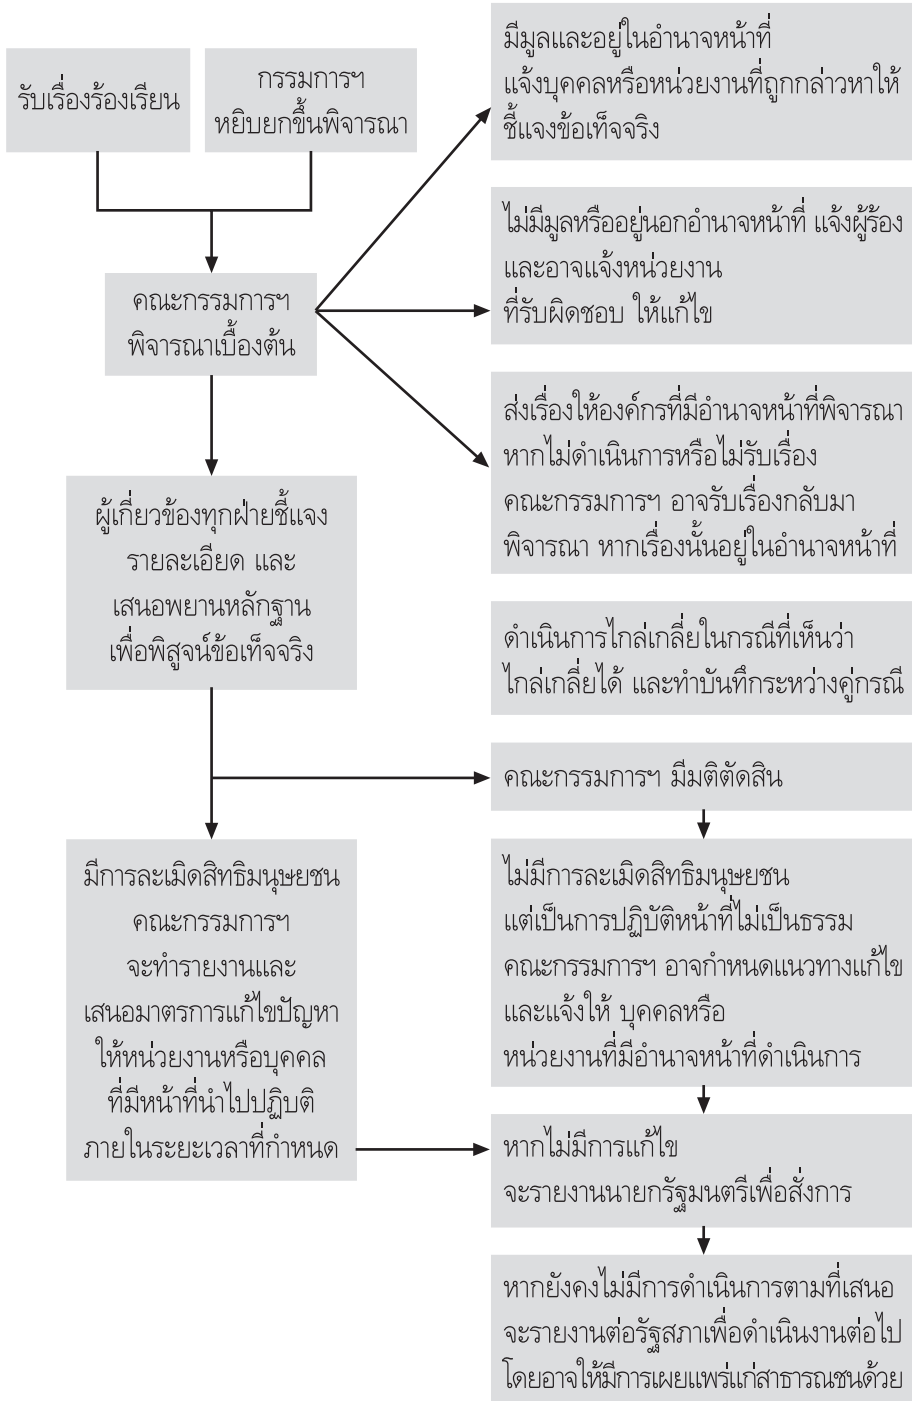 รับเรื่องร้องเรียน
กรรมการฯ
หยิบยกขึ้นพิจารณา
คณะกรรมการฯ
พิจารณาเบื้องต้น
มีมูลและอยู่ในอำนาจหน้าที่
แจ้งบุคคลหรือหน่วยงานที่ถูกกล่าวหาให้
ชี้แจงข้อเท็จจริง
ไม่มีมูลหรืออยู่นอกอำนาจหน้าที่ แจ้งผู้ร้อง
และอาจแจ้งหน่วยงาน
ที่รับผิดชอบ ให้แก้ไข
ส่งเรื่องให้องค์กรที่มีอำนาจหน้าที่พิจารณา
หากไม่ดำเนินการหรือไม่รับเรื่อง
คณะกรรมการฯ อาจรับเรื่องกลับมา
พิจารณา หากเรื่องนั้นอยู่ในอำนาจหน้าที่
ผู้เกี่ยวข้องทุกฝ่ายชี้แจง
รายละเอียด และ
เสนอพยานหลักฐาน
เพื่อพิสูจน์ข้อเท็จจริง
ดำเนินการไกล่เกลี่ยในกรณีที่เห็นว่า
ไกล่เกลี่ยได้ และทำบันทึกระหว่างคู่กรณี
คณะกรรมการฯ มีมติตัดสิน
มีการละเมิดสิทธิมนุษยชน
คณะกรรมการฯ
จะทำรายงานและ
เสนอมาตรการแก้ไขปัญหา
ให้หน่วยงานหรือบุคคล
ที่มีหน้าที่นำไปปฏิบติ
ภายในระยะเวลาที่กำหนด
ไม่มีการละเมิดสิทธิมนุษยชน
แต่เป็นการปฏิบัติหน้าที่ไม่เป็นธรรม
คณะกรรมการฯ อาจกำหนดแนวทางแก้ไข
และแจ้งให้ บุคคลหรือ
หน่วยงานที่มีอำนาจหน้าที่ดำเนินการ
หากไม่มีการแก้ไข
จะรายงานนายกรัฐมนตรีเพื่อสั่งการ
หากยังคงไม่มีการดำเนินการตามที่เสนอ
จะรายงานต่อรัฐสภาเพื่อดำเนินงานต่อไป
โดยอาจให้มีการเผยแพร่แก่สาธารณชนด้วย